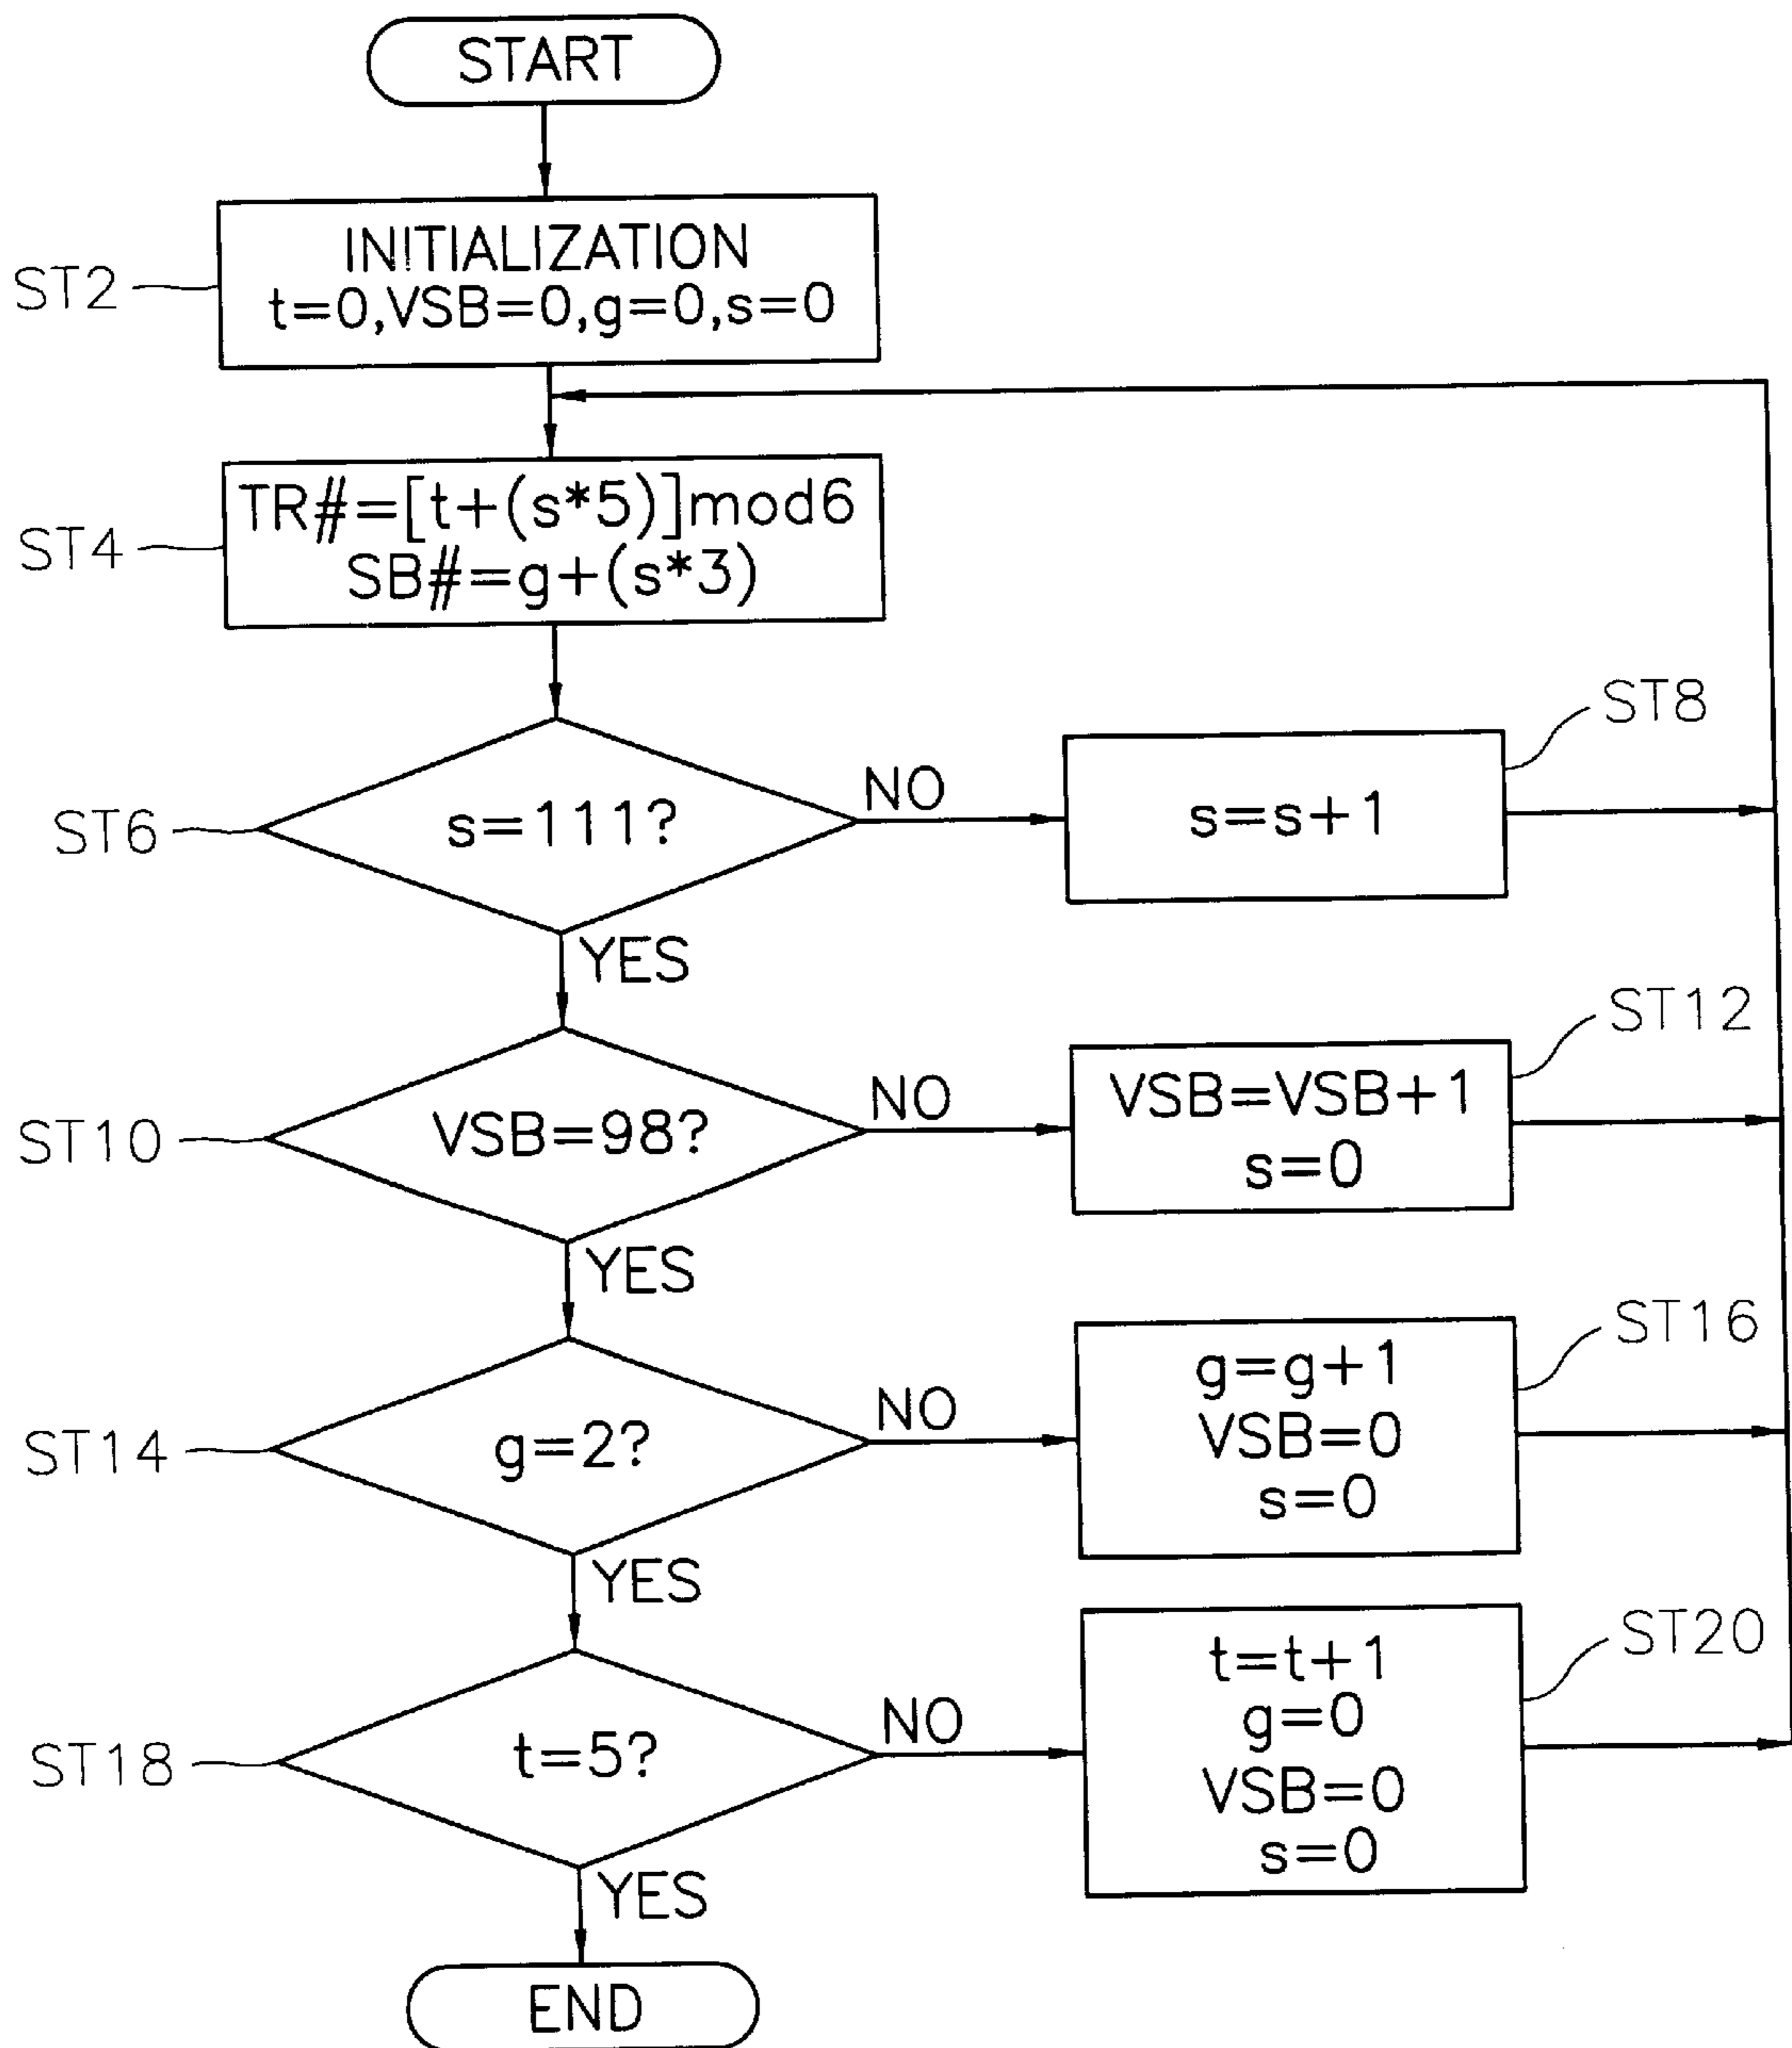 START
INITIALIZATION
t=0,VSB=0,g=0,s=0
ST2
TR#=[t+(s*5)]mod6
SB#=g+(s*3)
ST4
s=111?
ST6
NO
s=s+1
ST8
YES
VSB=98?
ST10
NO
VSB=VSB+1
s=0
ST12
YES
g=2?
ST14
NO
g=g+1
VSB=0
s=0
ST16
YES
t=5?
ST18
NO
t=t+1
g=0
VSB=0
s=0
ST20
YES
END